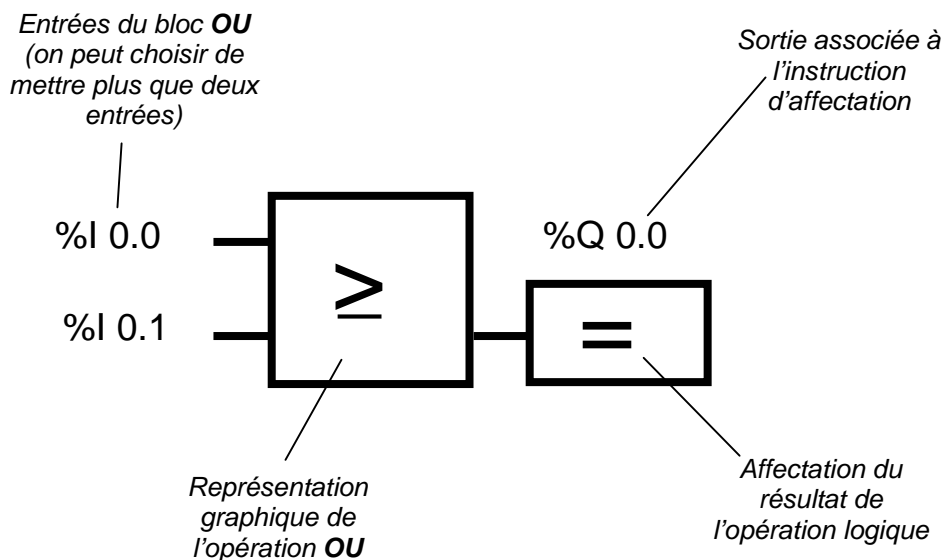 Entrées du bloc OU
(on peut choisir de
mettre plus que deux
entrées)
Sortie associée à
l'instruction
d'affectation
%I 0.0
%Q 0.0
≥
%I 0.1
=
Représentation
graphique de
l'opération OU
Affectation du
résultat de
l'opération logique